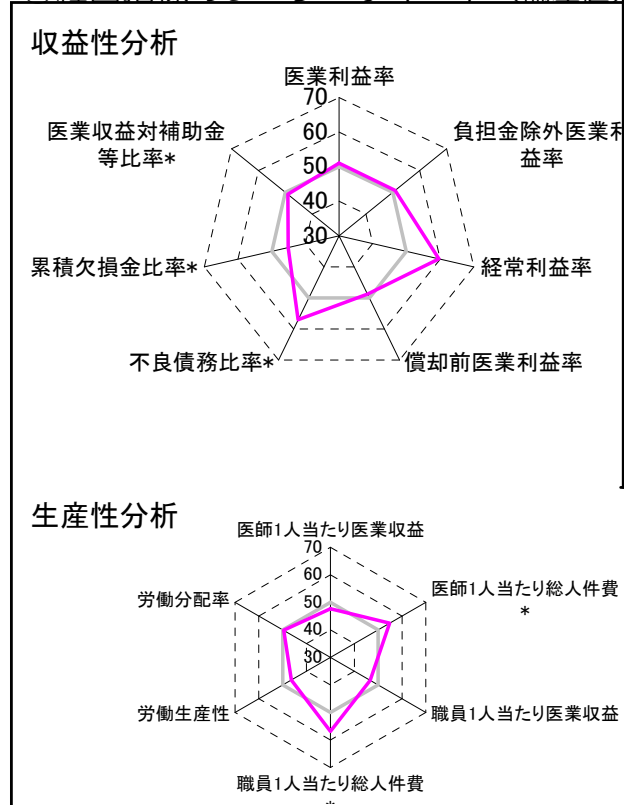 収益性分析
医業利益率
70
60
50
40
30
負担金除外医業利
益率
経常利益率
償却前医業利益率
不良債務比率*
累積欠損金比率*
医業収益対補助金
等比率*
生産性分析
医師1人当たり医業収益
70
60
50
40
30
医師1人当たり総人件費
*
職員1人当たり医業収益
職員1人当たり総人件費
*
労働生産性
労働分配率